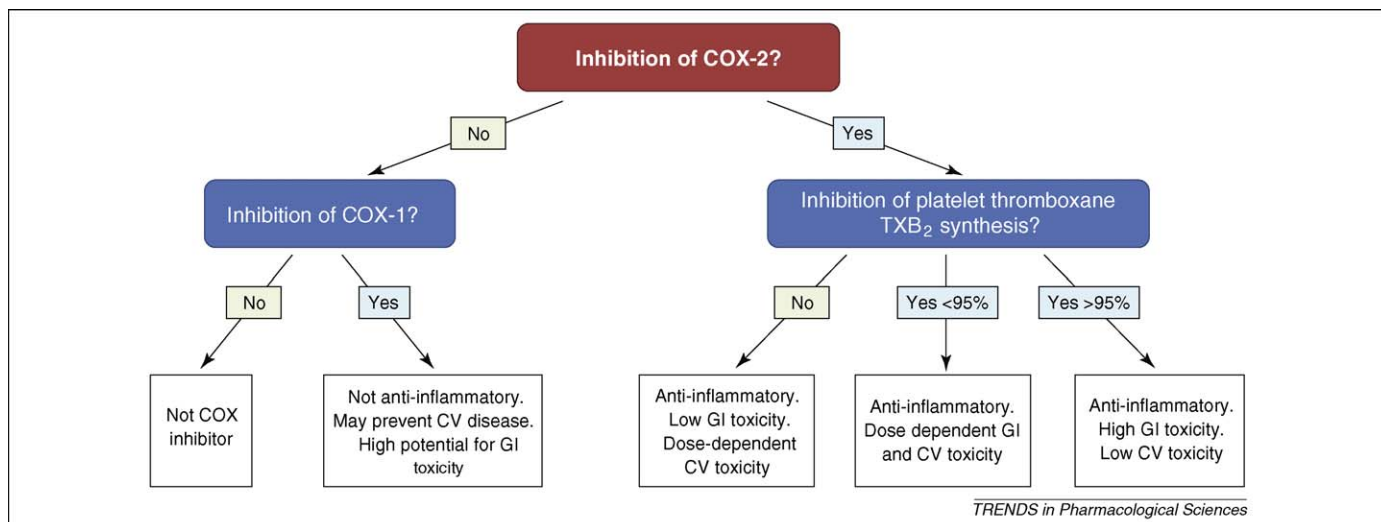 Inhibition of COX-2?
No
Yes
Inhibition of COX-1?
Inhibition of platelet thromboxane
TXB₂ synthesis?
No
Yes
No
Yes <95%
Yes >95%
Not COX
inhibitor
Not anti-inflammatory.
May prevent CV disease.
High potential for GI
toxicity
Anti-inflammatory.
Low GI toxicity.
Dose-dependent
CV toxicity
Anti-inflammatory.
Dose dependent GI
and CV toxicity
Anti-inflammatory.
High GI toxicity.
Low CV toxicity
TRENDS in Pharmacological Sciences